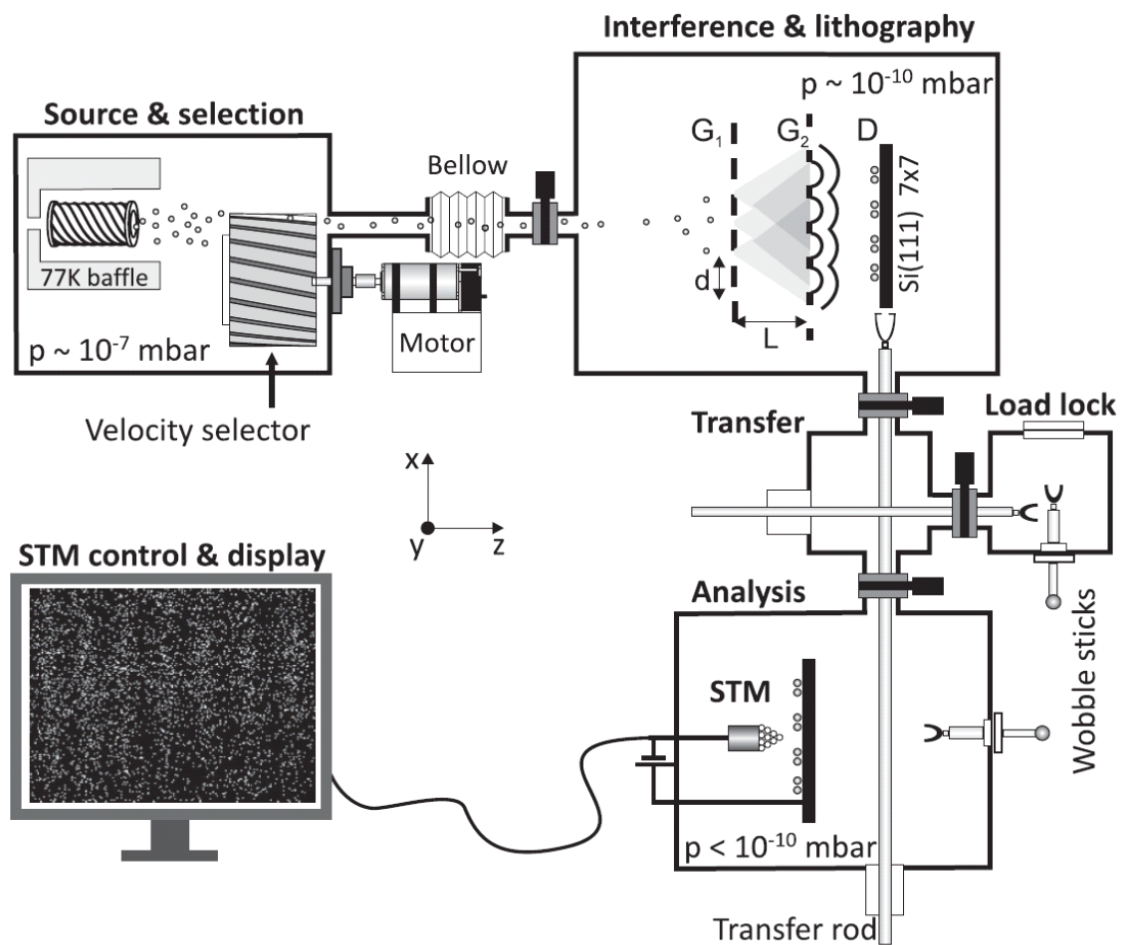 Interference & lithography
p ~ 10⁻¹⁰ mbar
G₁
G₂
D
Si(111) 7x7
d
L
Source & selection
77K baffle
p ~ 10⁻⁷ mbar
Velocity selector
Bellow
Motor
Transfer
Load lock
x
y
z
Wobble sticks
STM control & display
Analysis
STM
p < 10⁻¹⁰ mbar
Transfer rod